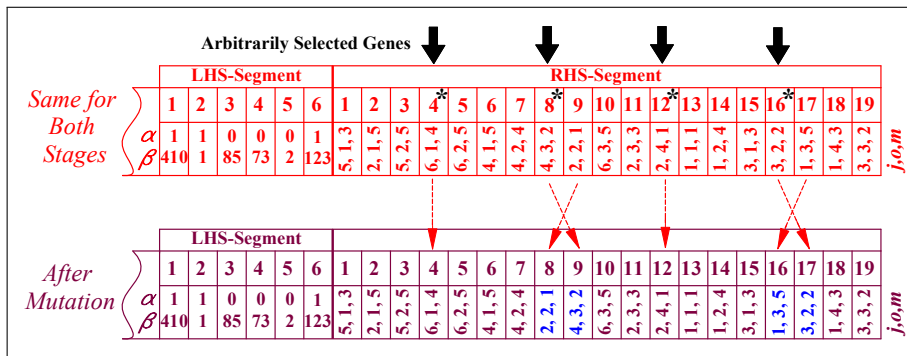 Arbitrarily Selected Genes
LHS-Segment RHS-Segment
Same for Both Stages
1 2 3 4 5 6 1 2 3 4* 5 6 7 8* 9 10 11 12* 13 14 15 16* 17 18 19
α 1 1 0 0 0 1
β 410 1 85 73 2 123
5, 1, 3 2, 1, 5 5, 2, 5 6, 1, 4 6, 2, 5 4, 1, 5 4, 2, 4 4, 3, 2 2, 2, 1 6, 3, 5 2, 3, 3 2, 4, 1 1, 1, 1 1, 2, 4 3, 1, 3 3, 2, 2 1, 3, 5 1, 4, 3 3, 3, 2 j,o,m
LHS-Segment
After Mutation
1 2 3 4 5 6 1 2 3 4 5 6 7 8 9 10 11 12 13 14 15 16 17 18 19
α 1 1 0 0 0 1
β 410 1 85 73 2 123
5, 1, 3 2, 1, 5 5, 2, 5 6, 1, 4 6, 2, 5 4, 1, 5 4, 2, 4 2, 2, 1 4, 3, 2 6, 3, 5 2, 3, 3 2, 4, 1 1, 1, 1 1, 2, 4 3, 1, 3 1, 3, 5 3, 2, 2 1, 4, 3 3, 3, 2 j,o,m